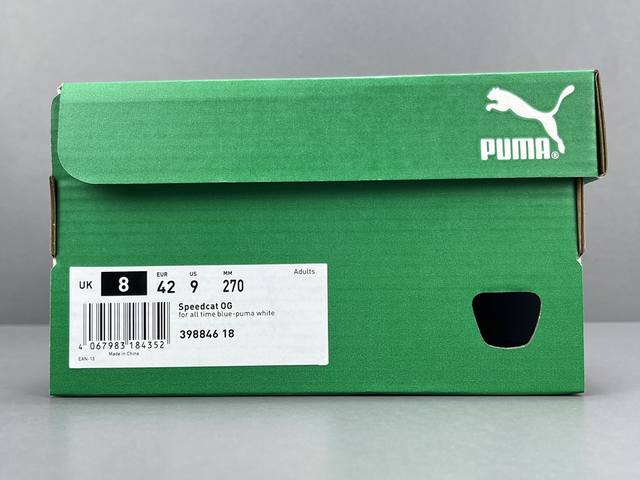 PUMA®
Adults
UK 8 EUR 42 US 9 MM 270
Speedcat OG
for all time blue-puma white
398846 18
4 067983 184352
Made in China
EAN-13